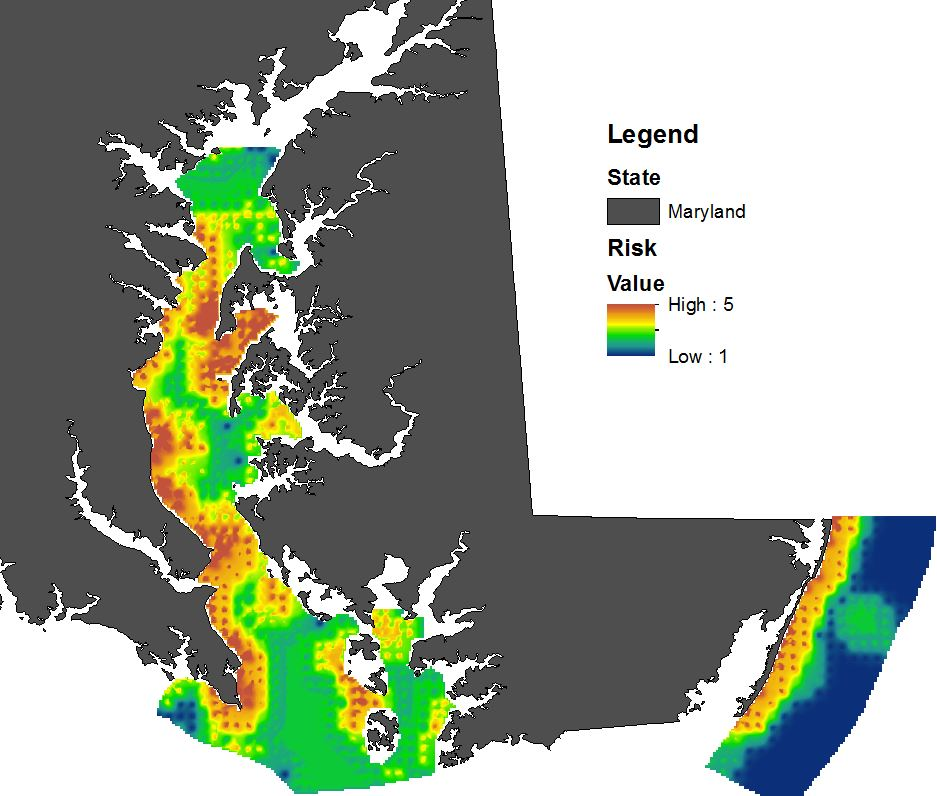 Legend
State
Maryland
Risk
Value
High : 5
Low : 1